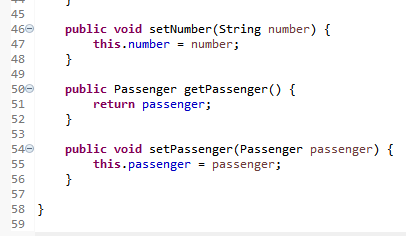 45
46 public void setNumber(String number) {
47 this.number = number;
48 }
49
50 public Passenger getPassenger() {
51 return passenger;
52 }
53
54 public void setPassenger(Passenger passenger) {
55 this.passenger = passenger;
56 }
57
58 }
59